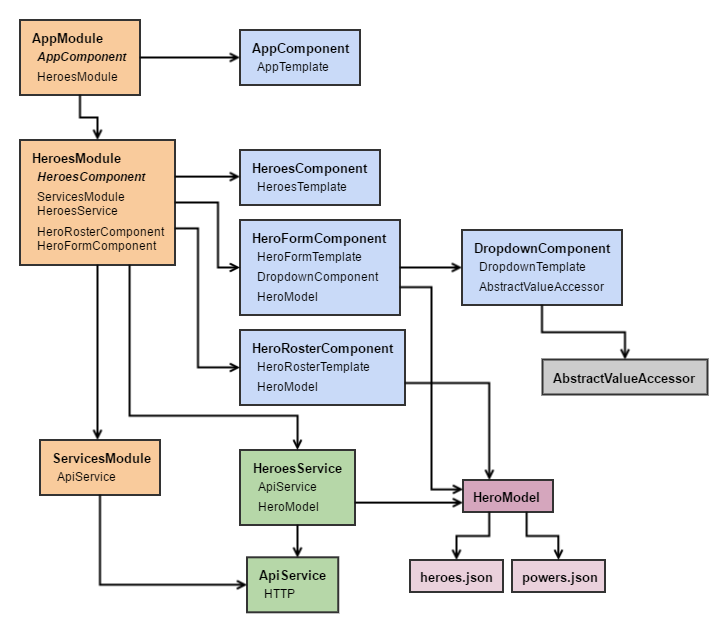 AppModule
AppComponent
HeroesModule
AppComponent
AppTemplate
HeroesModule
HeroesComponent
ServicesModule
HeroesService
HeroRosterComponent
HeroFormComponent
HeroesComponent
HeroesTemplate
HeroFormComponent
HeroFormTemplate
DropdownComponent
HeroModel
DropdownComponent
DropdownTemplate
AbstractValueAccessor
HeroRosterComponent
HeroRosterTemplate
HeroModel
AbstractValueAccessor
ServicesModule
ApiService
HeroesService
ApiService
HeroModel
HeroModel
ApiService
HTTP
heroes.json
powers.json